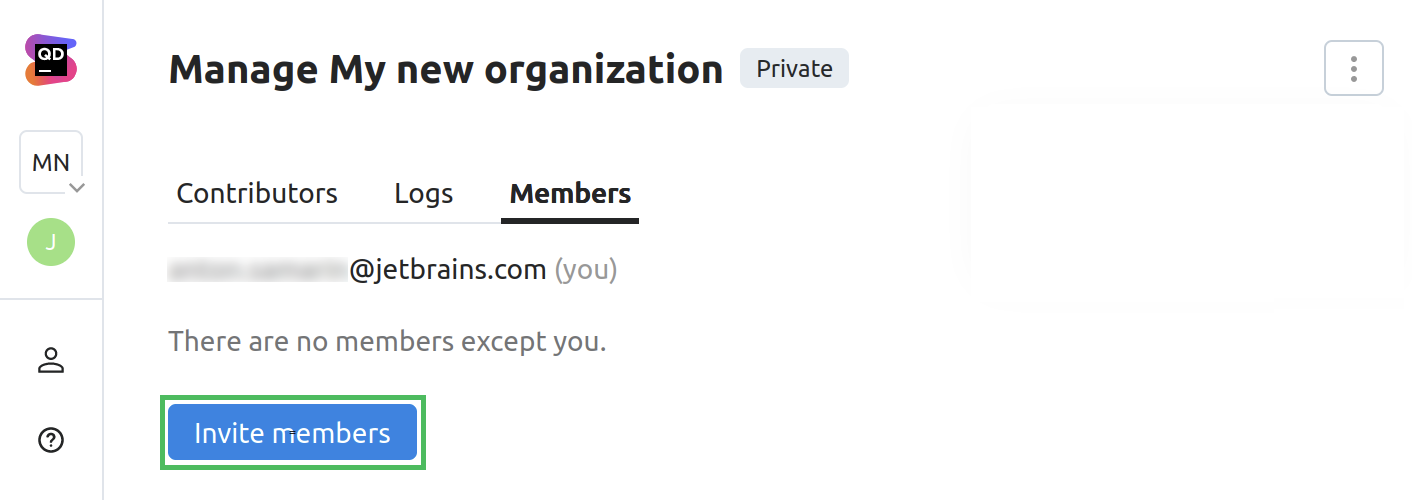 QD
Manage My new organization Private
MN
Contributors Logs Members
J
@jetbrains.com (you)
There are no members except you.
Invite members